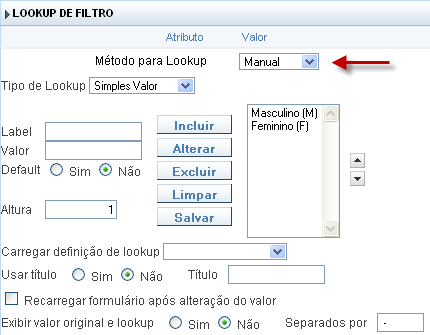 LOOKUP DE FILTRO
Atributo Valor
Método para Lookup Manual
Tipo de Lookup Simples Valor
Masculino (M)
Feminino (F)
Label Incluir
Valor Alterar
Default Sim Não Excluir
Limpar
Altura 1 Salvar
Carregar definição de lookup
Usar título Sim Não Título
Recarregar formulário após alteração do valor
Exibir valor original e lookup Sim Não Separados por -